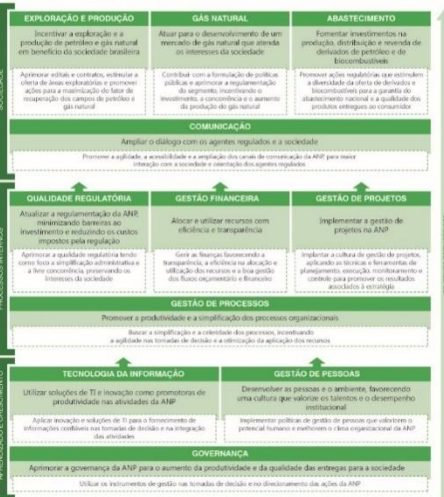 EXPLORAÇÃO E PRODUÇÃO
Incentivar a exploração e a
produção de petróleo e gás natural
em benefício da sociedade brasileira
Aprimorar editais e contratos, estimular a
oferta de áreas exploratórias e promover
ações para a maximização do fator de
recuperação dos campos de petróleo e
gás natural
GÁS NATURAL
Atuar para o desenvolvimento de um
mercado de gás natural que atenda
os interesses da sociedade
Contribuir com a formulação de políticas
públicas e aprimorar a regulamentação do
segmento, incentivando o
investimento, a concorrência e o aumento
da produção do gás natural
ABASTECIMENTO
Fomentar investimentos na
produção, distribuição e revenda de
derivados de petróleo e de
biocombustíveis
Promover ações regulatórias que estimulem
a diversidade da oferta de derivados e
biocombustíveis para a garantia do
abastecimento nacional e a qualidade dos
produtos entregues ao consumidor
SOCIEDADE
COMUNICAÇÃO
Ampliar o diálogo com os agentes regulados e a sociedade
Promover a agilidade, a acessibilidade e a ampliação dos canais de comunicação da ANP, para maior
interação com a sociedade e orientação dos agentes regulados
PROCESSOS INTERNOS
QUALIDADE REGULATÓRIA
Atualizar a regulamentação da ANP,
minimizando barreiras ao
investimento e reduzindo os custos
impostos pela regulação
Aprimorar a qualidade regulatória tendo
como foco a simplificação administrativa e
a livre concorrência, preservando os
interesses da sociedade
GESTÃO FINANCEIRA
Alocar e utilizar recursos com
eficiência e transparência
Gerir as finanças favorecendo a
transparência, a eficiência na alocação e
utilização dos recursos e a boa gestão
dos fluxos orçamentário e financeiro
GESTÃO DE PROJETOS
Implementar a gestão de
projetos na ANP
Implantar a cultura de gestão de projetos,
aplicando as técnicas e ferramentas de
planejamento, execução, monitoramento e
controle para promover os resultados
associados à estratégia
GESTÃO DE PROCESSOS
Promover a produtividade e a simplificação dos processos organizacionais
Buscar a simplificação e a celeridade dos processos, incentivando
a agilidade nas tomadas de decisão e a otimização da aplicação dos recursos
APRENDIZADO E CRESCIMENTO
TECNOLOGIA DA INFORMAÇÃO
Utilizar soluções de TI e inovação como promotoras de
produtividade nas atividades da ANP
Aplicar inovação e soluções de TI para o fornecimento de
informações confiáveis nas tomadas de decisão e na integração
das atividades
GESTÃO DE PESSOAS
Desenvolver as pessoas e o ambiente, favorecendo
uma cultura que valorize os talentos e o desempenho
institucional
Implementar políticas de gestão de pessoas que valorizem o
potencial humano e melhorem o clima organizacional da ANP
GOVERNANÇA
Aprimorar a governança da ANP para o aumento da produtividade e da qualidade das entregas para a sociedade
Utilizar os instrumentos de gestão nas tomadas de decisão e no direcionamento das ações da ANP